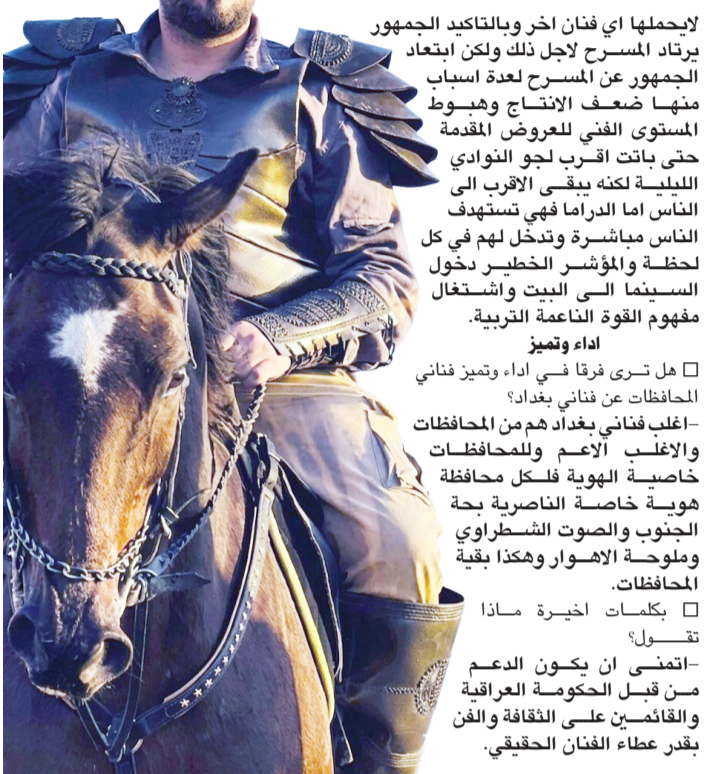 لايحملها اي فنان اخر وبالتاكيد الجمهور
يرتاد المسرح لاجل ذلك ولكن ابتعاد
الجمهور عن المسرح لعدة اسباب
منها ضعف الانتاج وهبوط
المستوى الفني للعروض المقدمة
حتى باتت اقرب لجو النوادي
الليلية لكنه يبقى الاقرب الى
الناس اما الدراما فهي تستهدف
الناس مباشرة وتدخل لهم في كل
لحظة والمؤشر الخطير دخول
السينما الى البيت واشتغال
مفهوم القوة الناعمة التربية.
اداء وتميز
□ هل ترى فرقا في اداء وتميز فناني
المحافظات عن فناني بغداد؟
-اغلب فناني بغداد هم من المحافظات
والاغلب الاعم وللمحافظات
خاصية الهوية فلكل محافظة
هوية خاصة الناصرية بحة
الجنوب والصوت الشطراوي
وملوحة الاهوار وهكذا بقية
المحافظات.
□ بكلمات اخيرة ماذا
تقول؟
-اتمنى ان يكون الدعم
من قبل الحكومة العراقية
والقائمين على الثقافة والفن
بقدر عطاء الفنان الحقيقي.